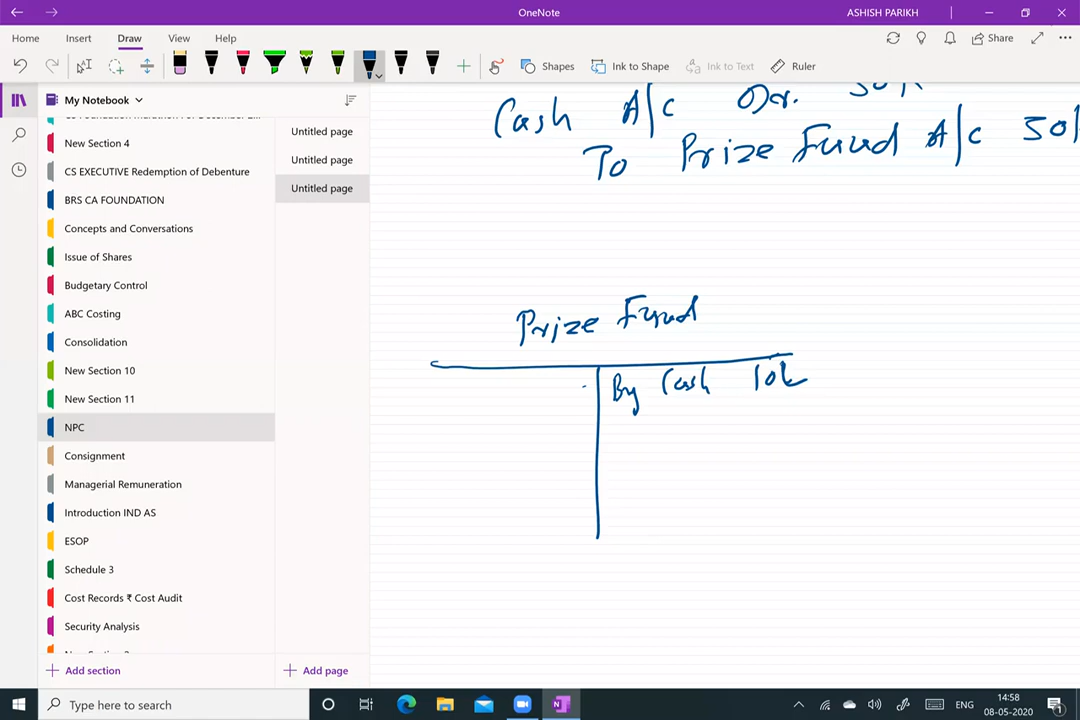 OneNote
ASHISH PARIKH
Home Insert Draw View Help
Share
Shapes
Ink to Shape
Ink to Text
Ruler
My Notebook
New Section 4
CS EXECUTIVE Redemption of Debenture
BRS CA FOUNDATION
Concepts and Conversations
Issue of Shares
Budgetary Control
ABC Costing
Consolidation
New Section 10
New Section 11
NPC
Consignment
Managerial Remuneration
Introduction IND AS
ESOP
Schedule 3
Cost Records ₹ Cost Audit
Security Analysis
Add section
Untitled page
Untitled page
Untitled page
Add page
Cash A/c Dr.
To Prize Fund A/c
Prize Fund
By Cash
Type here to search
ENG
14:58
08-05-2020